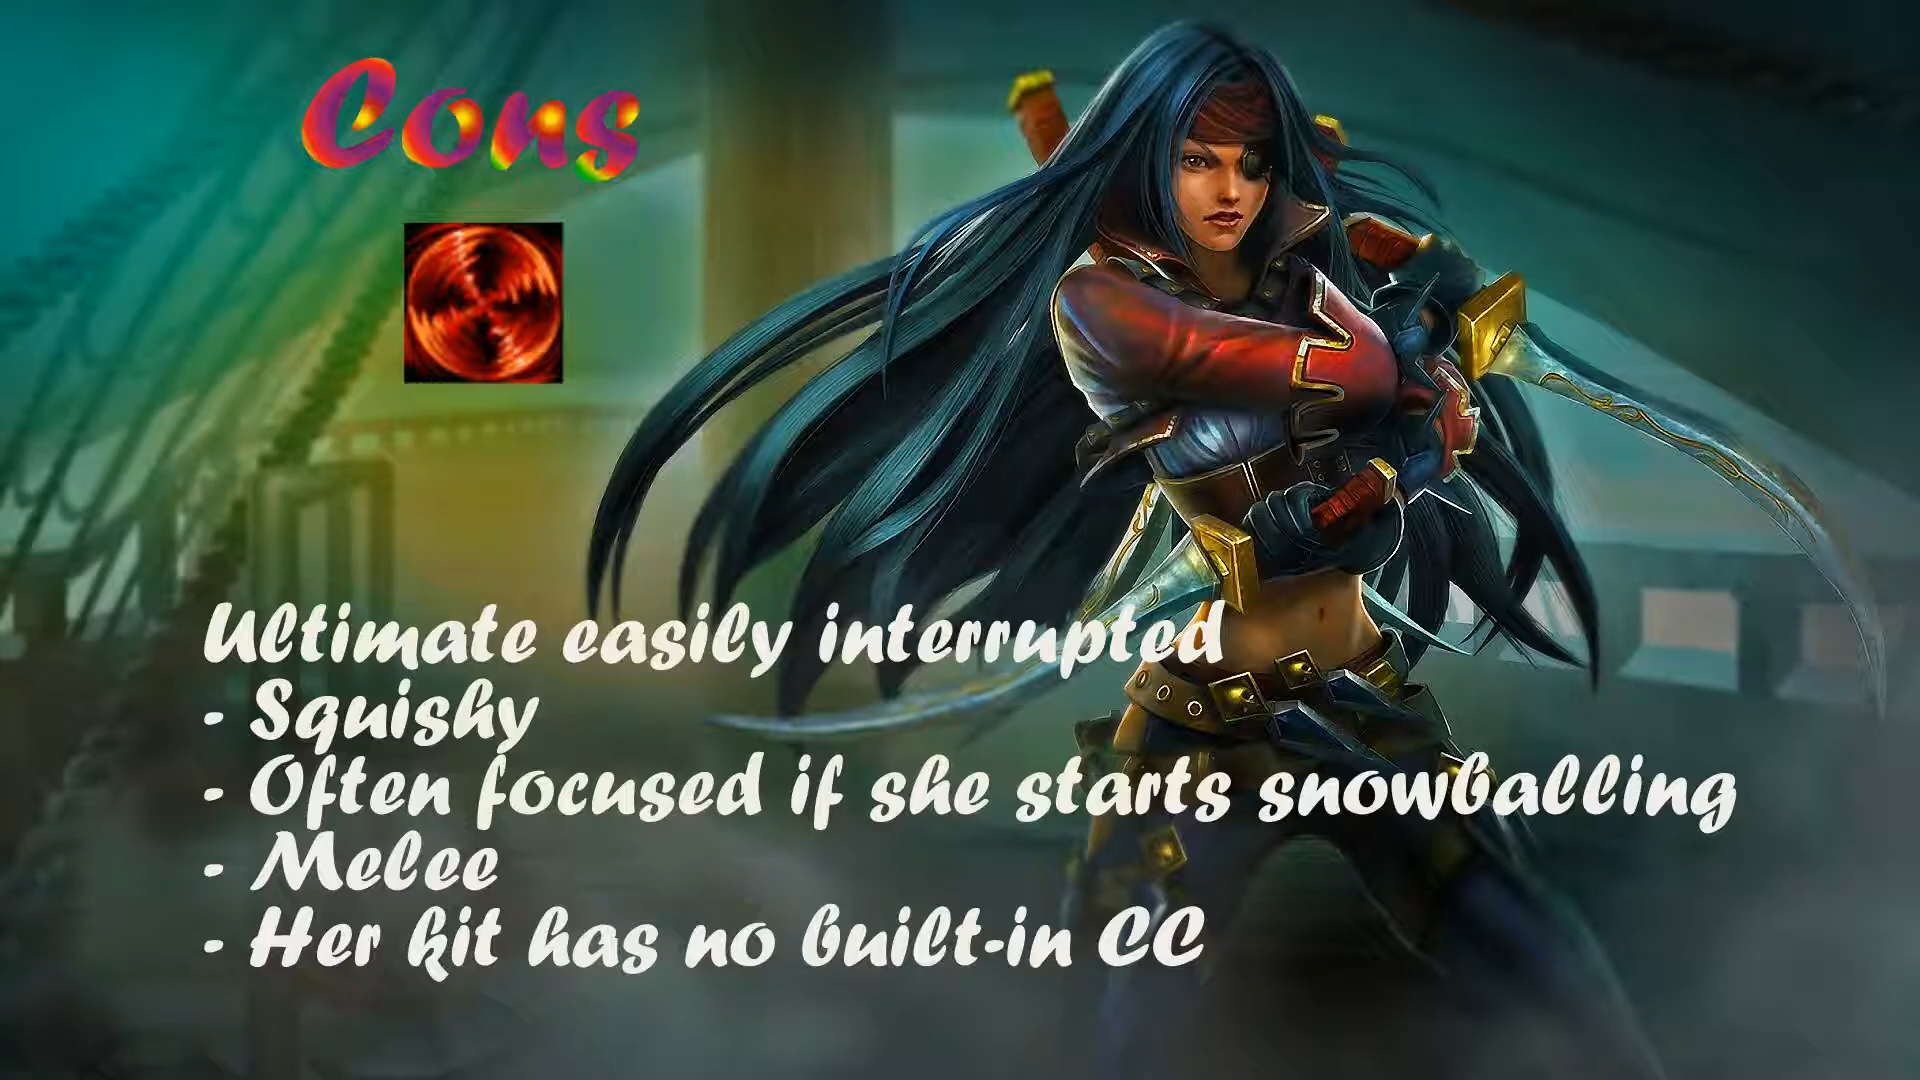 Cons
Ultimate easily interrupted
- Squishy
- Often focused if she starts snowballing
- Melee
- Her kit has no built-in CC